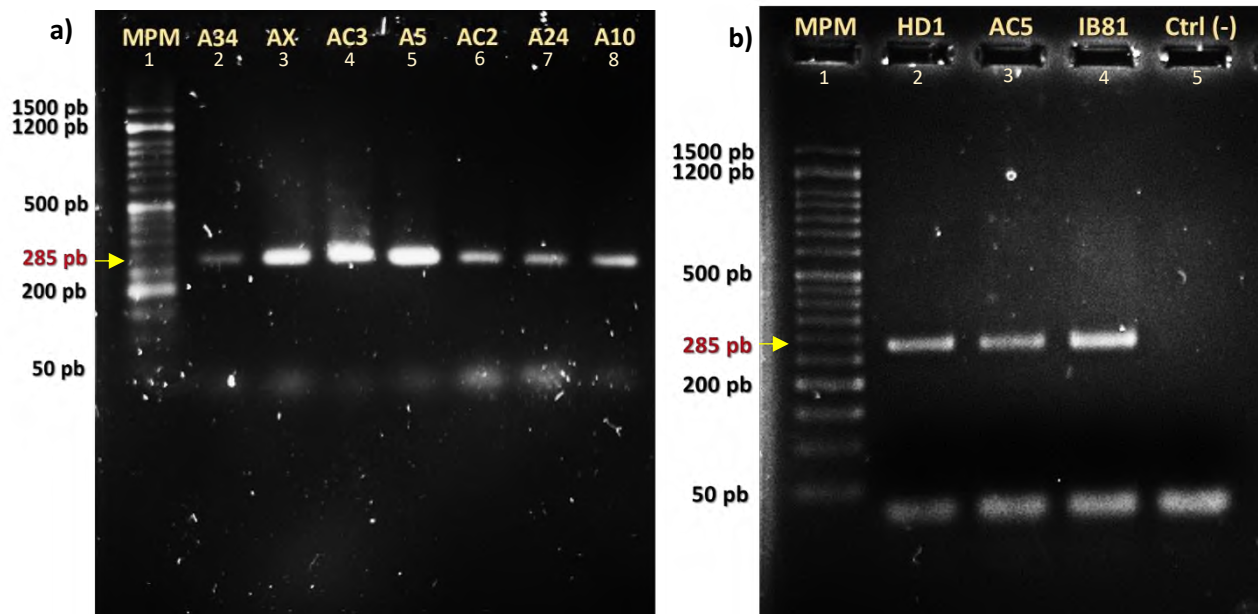 a)
MPM A34 AX AC3 A5 AC2 A24 A10
1 2 3 4 5 6 7 8
1500 pb
1200 pb
500 pb
285 pb
200 pb
50 pb
b)
MPM HD1 AC5 IB81 Ctrl (-)
1 2 3 4 5
1500 pb
1200 pb
500 pb
285 pb
200 pb
50 pb